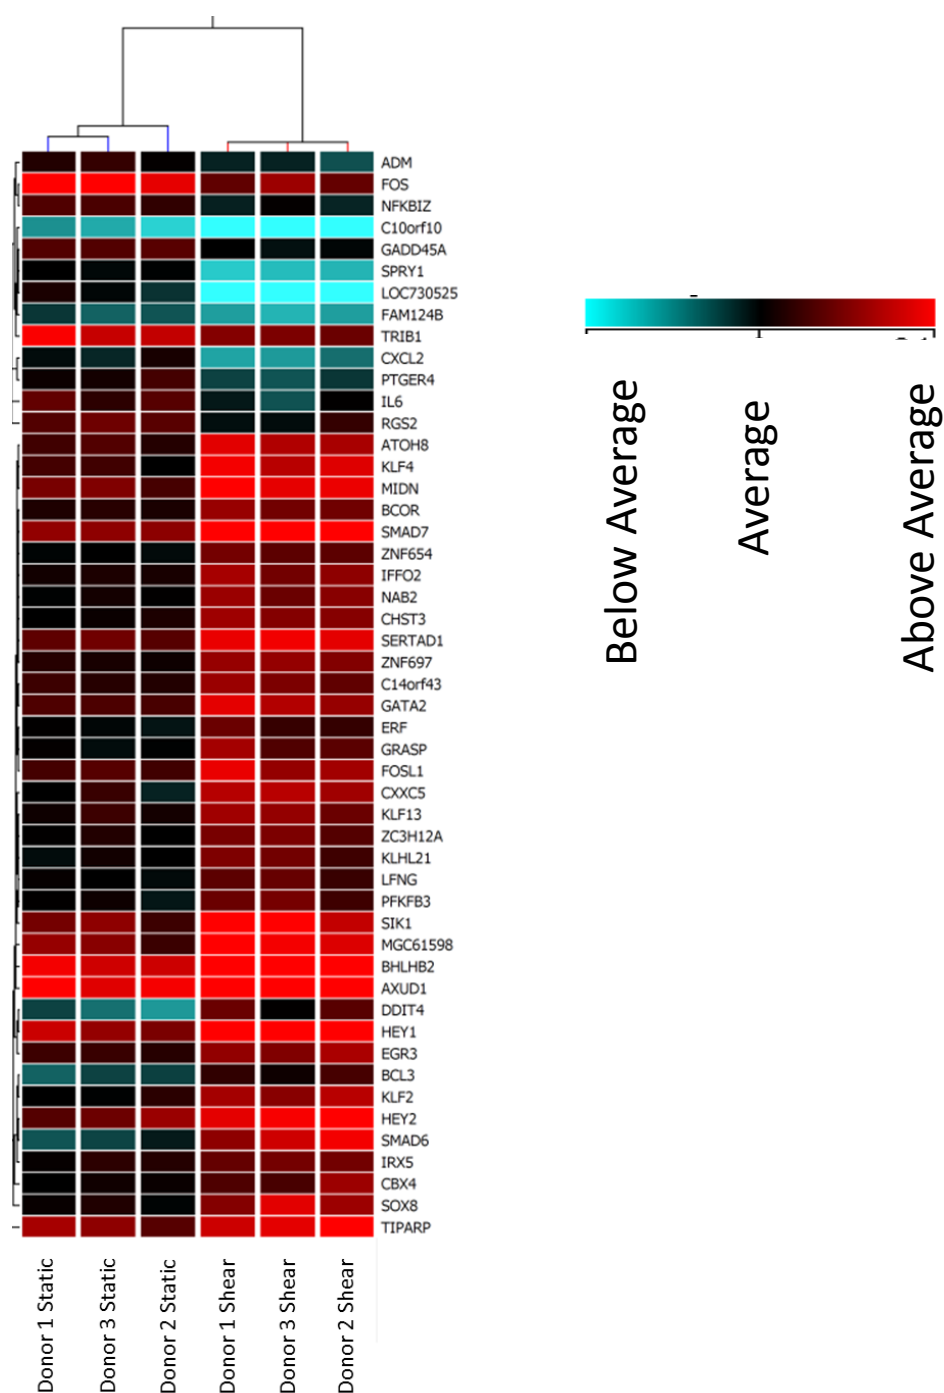 ADM
FOS
NFKBIZ
C10orf10
GADD45A
SPRY1
LOC730525
FAM124B
TRIB1
CXCL2
PTGER4
IL6
RGS2
ATOH8
KLF4
MIDN
BCOR
SMAD7
ZNF654
IFFO2
NAB2
CHST3
SERTAD1
ZNF697
C14orf43
GATA2
ERF
GRASP
FOSL1
CXXC5
KLF13
ZC3H12A
KLHL21
LFNG
PFKFB3
SIK1
MGC61598
BHLHB2
AXUD1
DDIT4
HEY1
EGR3
BCL3
KLF2
HEY2
SMAD6
IRX5
CBX4
SOX8
TIPARP
Donor 1 Static
Donor 3 Static
Donor 2 Static
Donor 1 Shear
Donor 3 Shear
Donor 2 Shear
Below Average
Average
Above Average